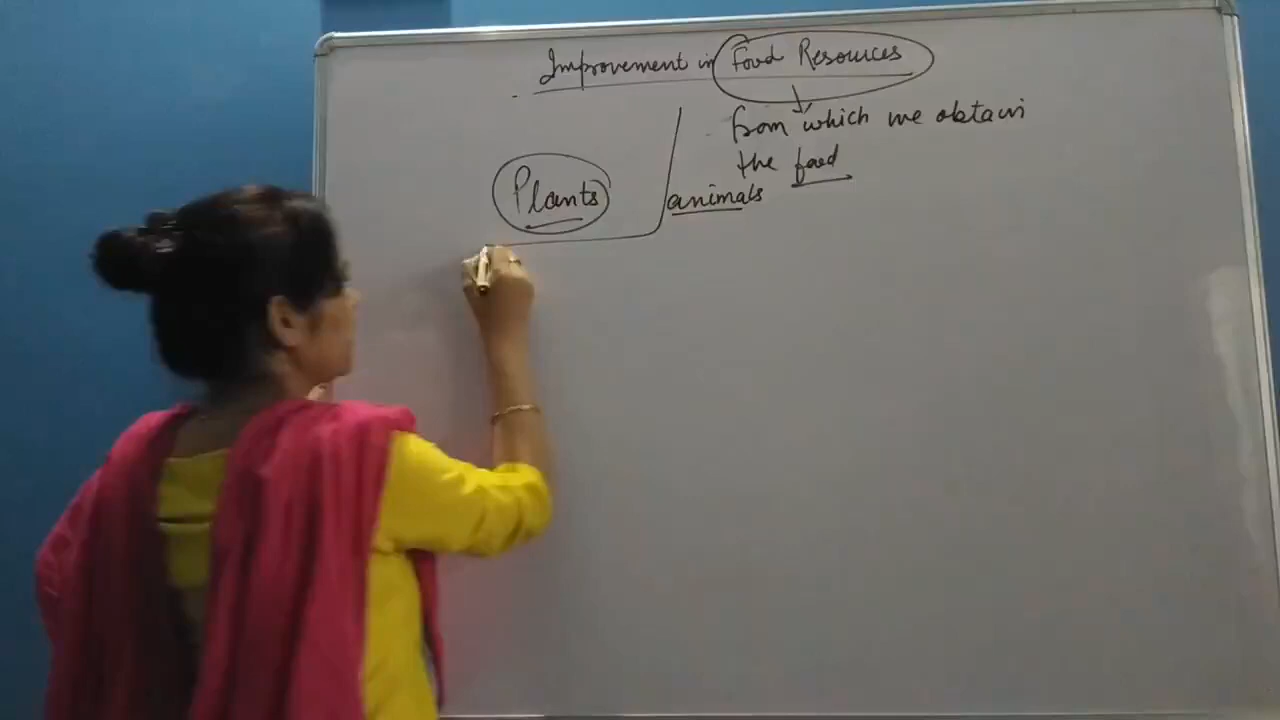 Improvement in Food Resources
from which we obtain
the food
Plants
animals